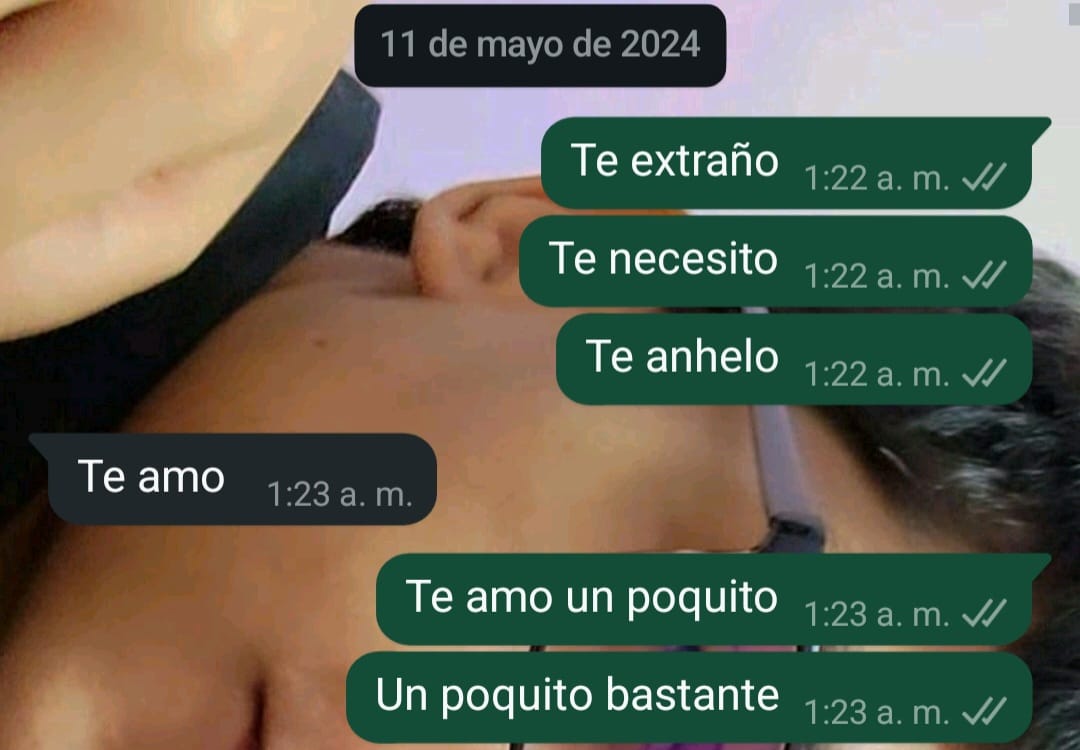 11 de mayo de 2024
Te extraño 1:22 a. m.
Te necesito 1:22 a. m.
Te anhelo 1:22 a. m.
Te amo 1:23 a. m.
Te amo un poquito 1:23 a. m.
Un poquito bastante 1:23 a. m.